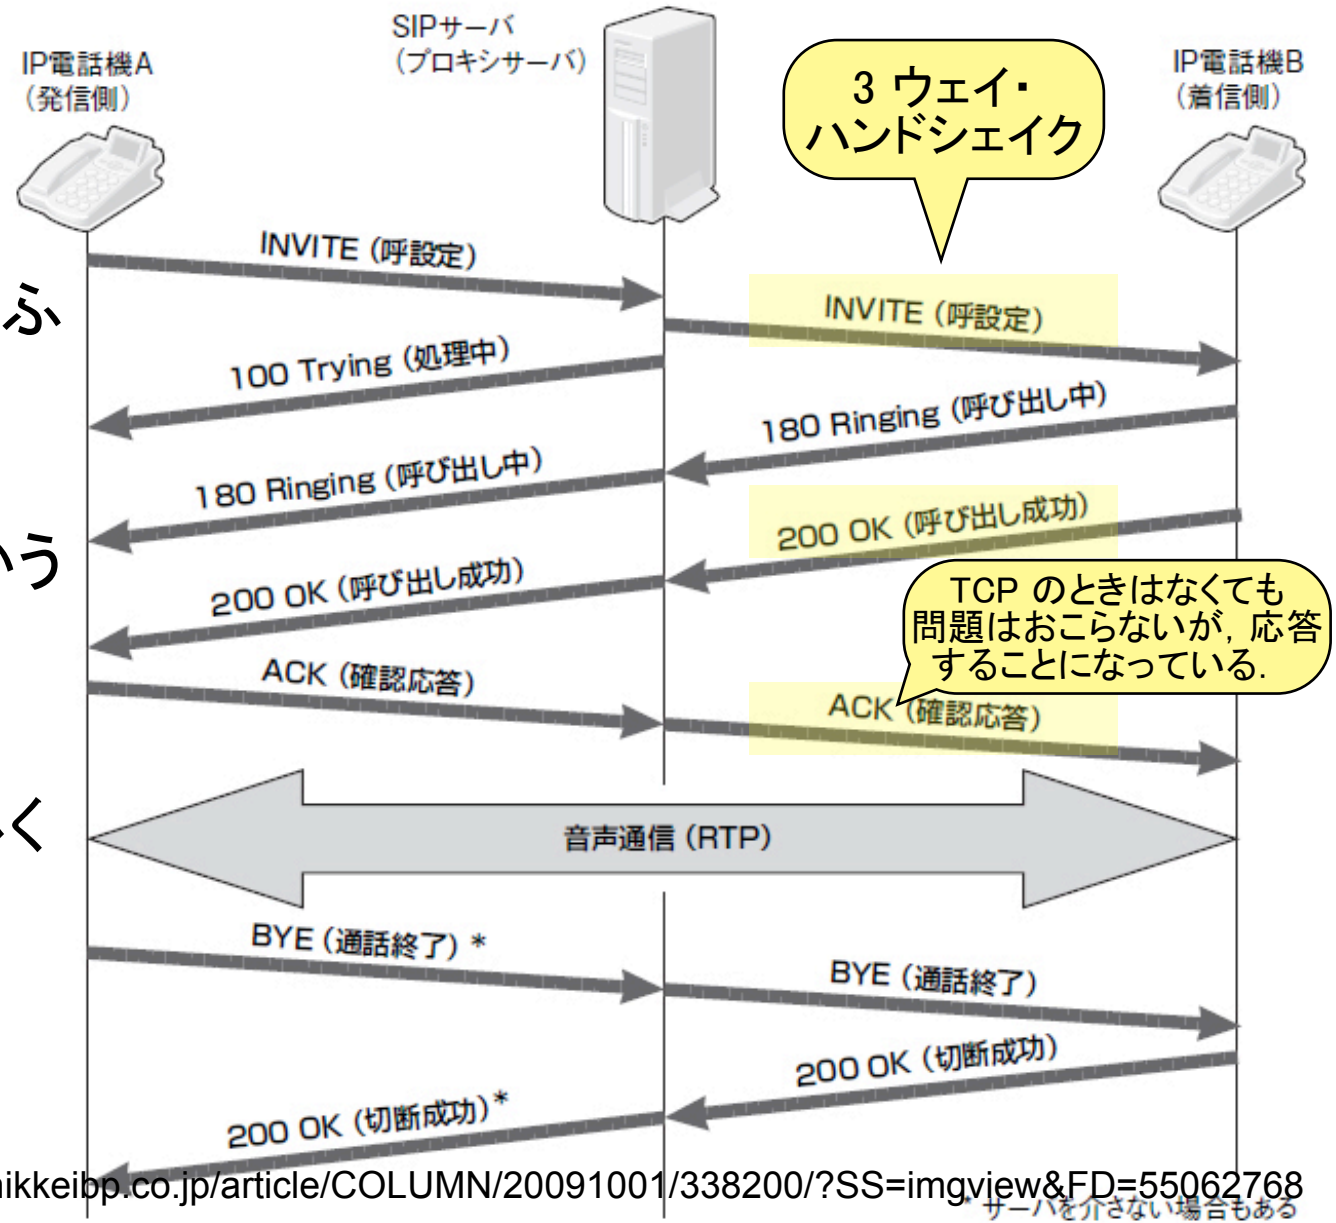 SIPサーバ
（プロキシサーバ）
IP電話機A
（発信側）
IP電話機B
（着信側）
3 ウェイ・
ハンドシェイク
INVITE（呼設定）
ふ
INVITE（呼設定）
100 Trying（処理中）
180 Ringing（呼び出し中）
180 Ringing（呼び出し中）
200 OK（呼び出し成功）
う
200 OK（呼び出し成功）
TCP のときはなくても
問題はおこらないが，応答
することになっている．
ACK（確認応答）
ACK（確認応答）
く
音声通信（RTP）
BYE（通話終了）*
BYE（通話終了）
200 OK（切断成功）
200 OK（切断成功）*
nikkeibp.co.jp/article/COLUMN/20091001/338200/?SS=imgview&FD=55062768
* サーバを介さない場合もある